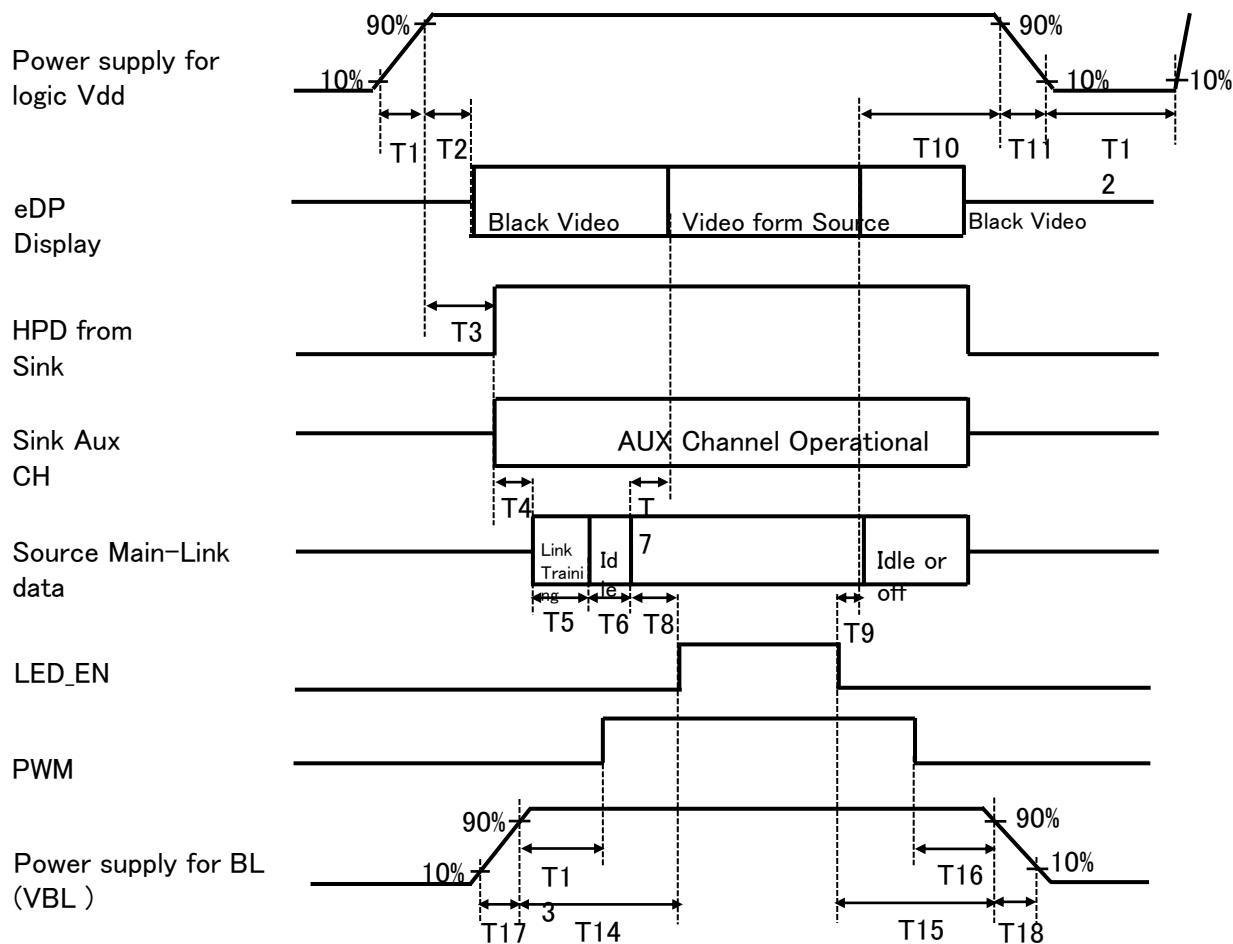 90%
90%
Power supply for
logic Vdd
10%
10%
10%
T1
T2
T10
T11
T1
2
eDP
Display
Black Video
Video form Source
Black Video
HPD from
Sink
T3
Sink Aux
CH
AUX Channel Operational
T4
T
7
Source Main-Link
data
Link
Traini
ng
Id
le
Idle or
off
T5
T6
T8
T9
LED_EN
PWM
90%
90%
Power supply for BL
(VBL )
10%
10%
T1
3
T16
T17
T14
T15
T18